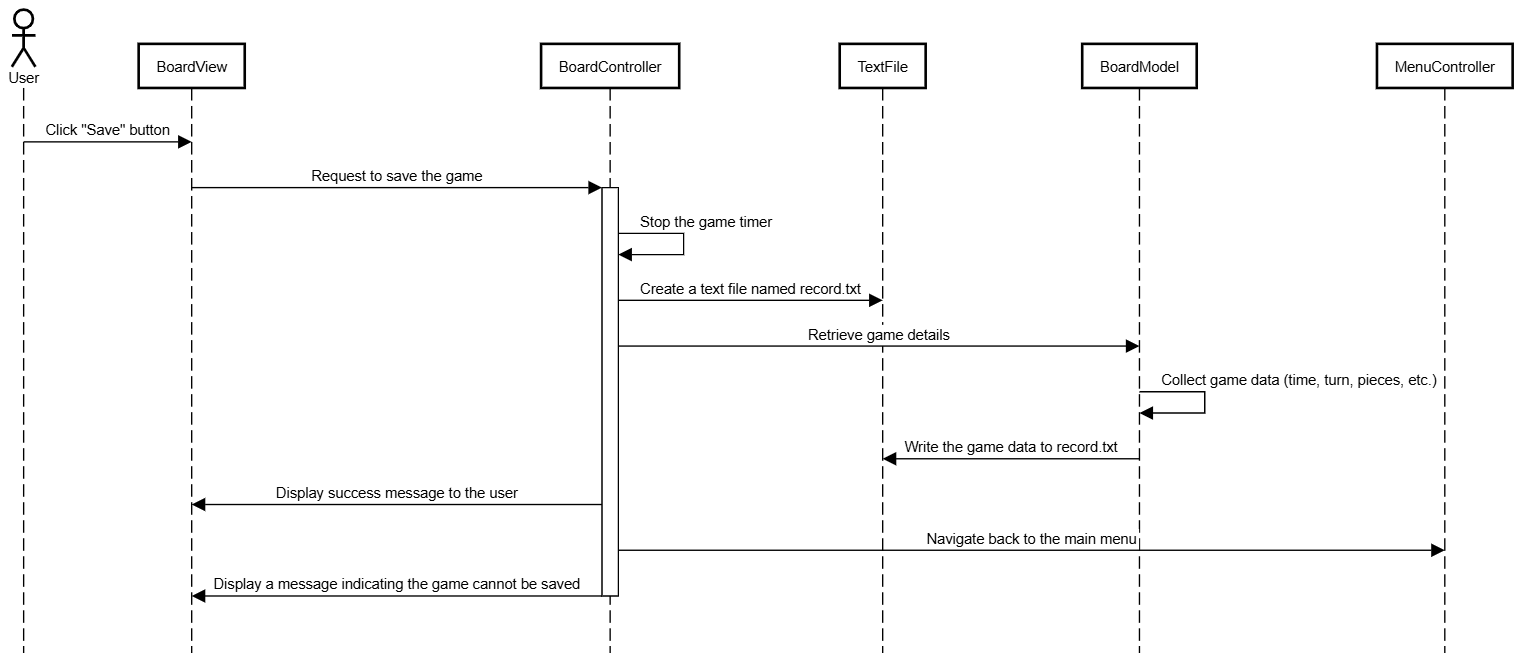 User
BoardView
BoardController
TextFile
BoardModel
MenuController
Click "Save" button
Request to save the game
Stop the game timer
Create a text file named record.txt
Retrieve game details
Collect game data (time, turn, pieces, etc.)
Write the game data to record.txt
Display success message to the user
Navigate back to the main menu
Display a message indicating the game cannot be saved